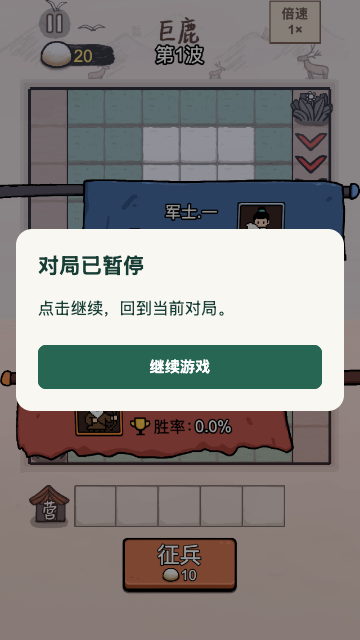 倍速
1×
巨鹿
20
第1波
军士.一
对局已暂停
点击继续，回到当前对局。
继续游戏
胜率:0.0%
营
征兵
10